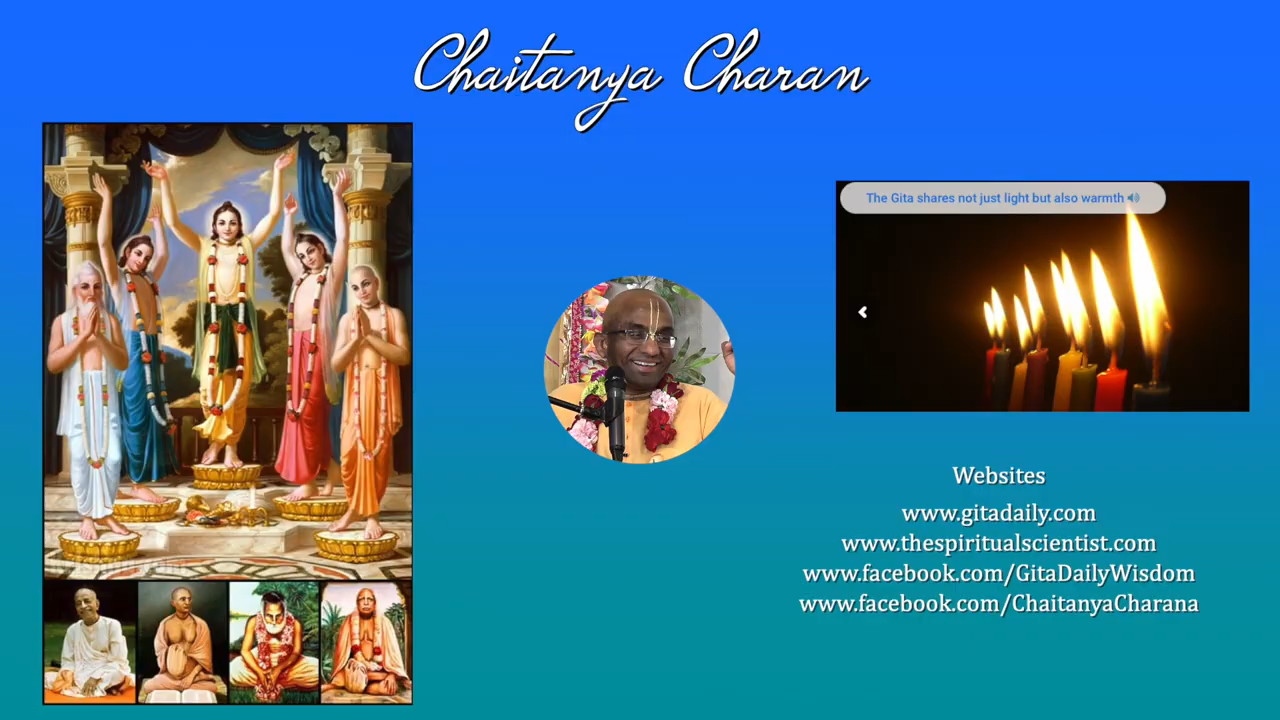 Chaitanya Charan
The Gita shares not just light but also warmth
Websites
www.gitadaily.com
www.thespiritualscientist.com
www.facebook.com/GitaDailyWisdom
www.facebook.com/ChaitanyaCharana